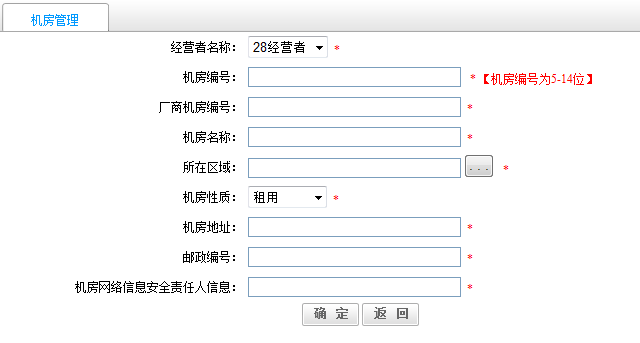 机房管理
经营者名称： 28经营者 *
机房编号： *【机房编号为5-14位】
厂商机房编号： *
机房名称： *
所在区域： ... *
机房性质： 租用 *
机房地址： *
邮政编号： *
机房网络信息安全责任人信息： *
确 定 返 回